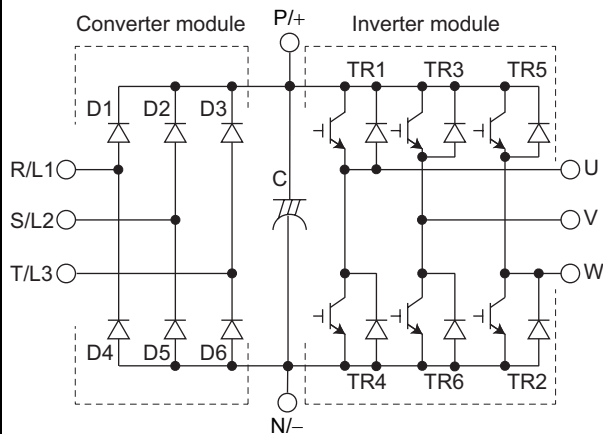 Converter module
P/+
Inverter module
D1
D2
D3
TR1
TR3
TR5
R/L1
C
U
S/L2
V
T/L3
W
D4
D5
D6
TR4
TR6
TR2
N/−